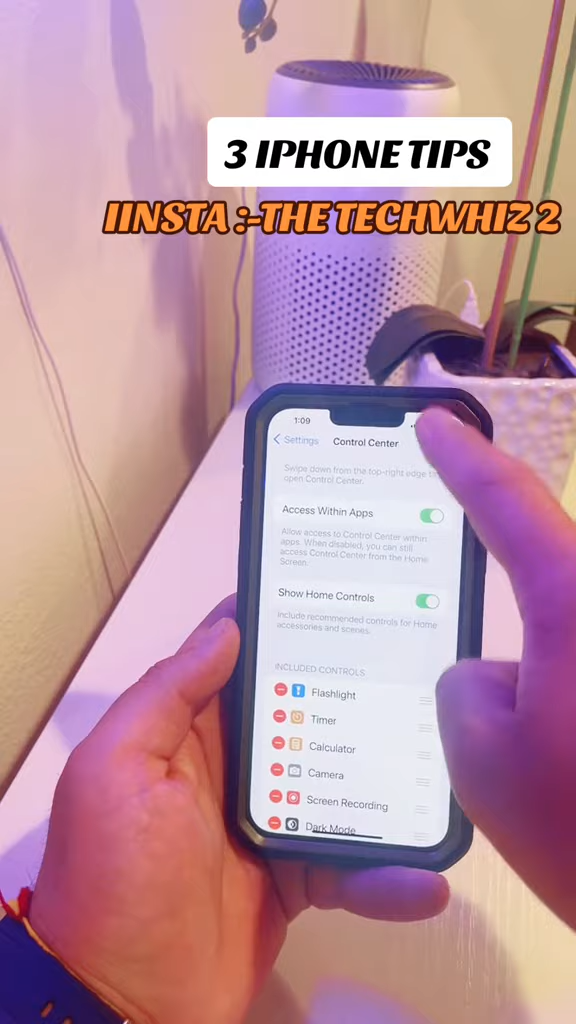 3 IPHONE TIPS
IINSTA :-THE TECHWHIZ 2
1:09
Settings
Control Center
Swipe down from the top-right edge to
open Control Center.
Access Within Apps
Allow access to Control Center within
apps. When disabled, you can still
access Control Center from the Home
Screen.
Show Home Controls
Include recommended controls for Home
accessories and scenes.
INCLUDED CONTROLS
Flashlight
Timer
Calculator
Camera
Screen Recording
Dark Mode